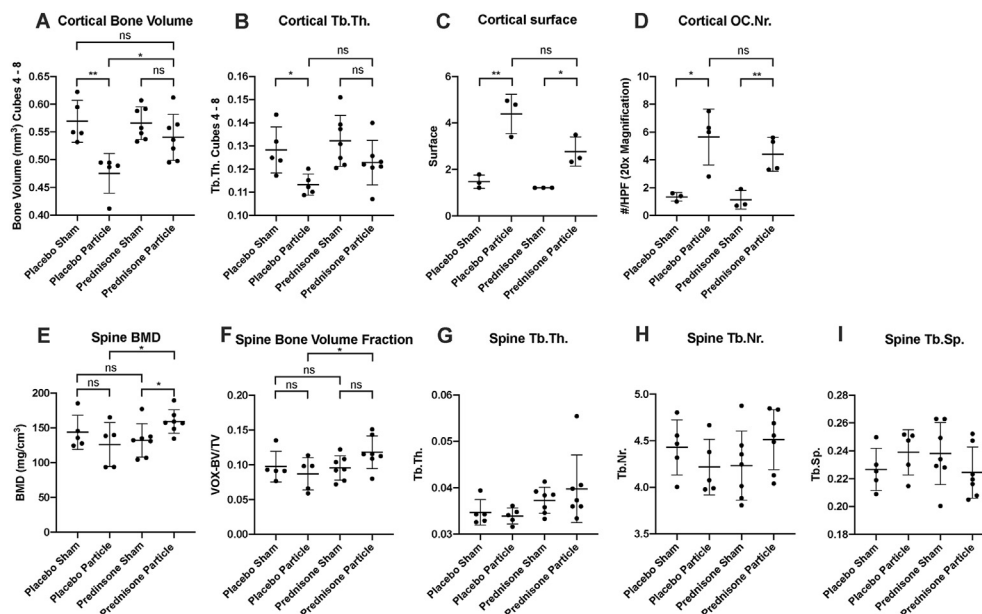 A Cortical Bone Volume
ns
*
**
ns
Bone Volume (mm³) Cubes 4 - 8
0.65
0.60
0.55
0.50
0.45
0.40
Placebo Sham
Placebo Particle
Prednisone Sham
Prednisone Particle
B Cortical Tb.Th.
ns
*
ns
Tb.Th. Cubes 4 - 8
0.16
0.15
0.14
0.13
0.12
0.11
0.10
Placebo Sham
Placebo Particle
Prednisone Sham
Prednisone Particle
C Cortical surface
ns
**
*
Surface
6
4
2
0
Placebo Sham
Placebo Particle
Prednisone Sham
Prednisone Particle
D Cortical OC.Nr.
ns
*
**
#/HPF (20x Magnification)
10
8
6
4
2
0
Placebo Sham
Placebo Particle
Prednisone Sham
Prednisone Particle
E Spine BMD
*
ns
ns
*
BMD (mg/cm³)
200
150
100
50
0
Placebo Sham
Placebo Particle
Predinsone Sham
Prednisone Particle
F Spine Bone Volume Fraction
*
ns
ns
ns
VOX-BV/TV
0.20
0.15
0.10
0.05
0.00
Placebo Sham
Placebo Particle
Predinsone Sham
Prednisone Particle
G Spine Tb.Th.
Tb.Th.
0.06
0.05
0.04
0.03
Placebo Sham
Placebo Particle
Prednisone Sham
Prednisone Particle
H Spine Tb.Nr.
Tb.Nr.
5.5
5.0
4.5
4.0
3.5
Placebo Sham
Placebo Particle
Prednisone Sham
Prednisone Particle
I Spine Tb.Sp.
Tb.Sp.
0.28
0.26
0.24
0.22
0.20
0.18
Placebo Sham
Placebo Particle
Prednisone Sham
Prednisone Particle